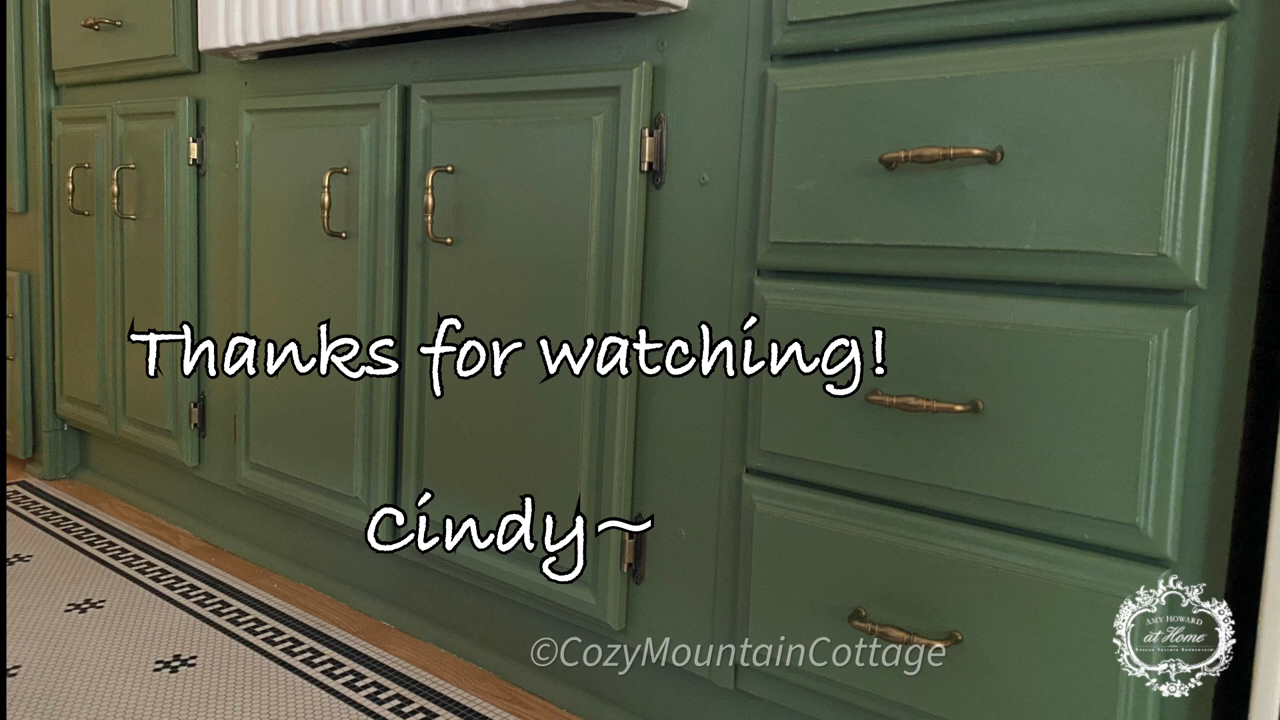 Thanks for watching!
Cindy~
©CozyMountainCottage
AMY HOWARD
at Home